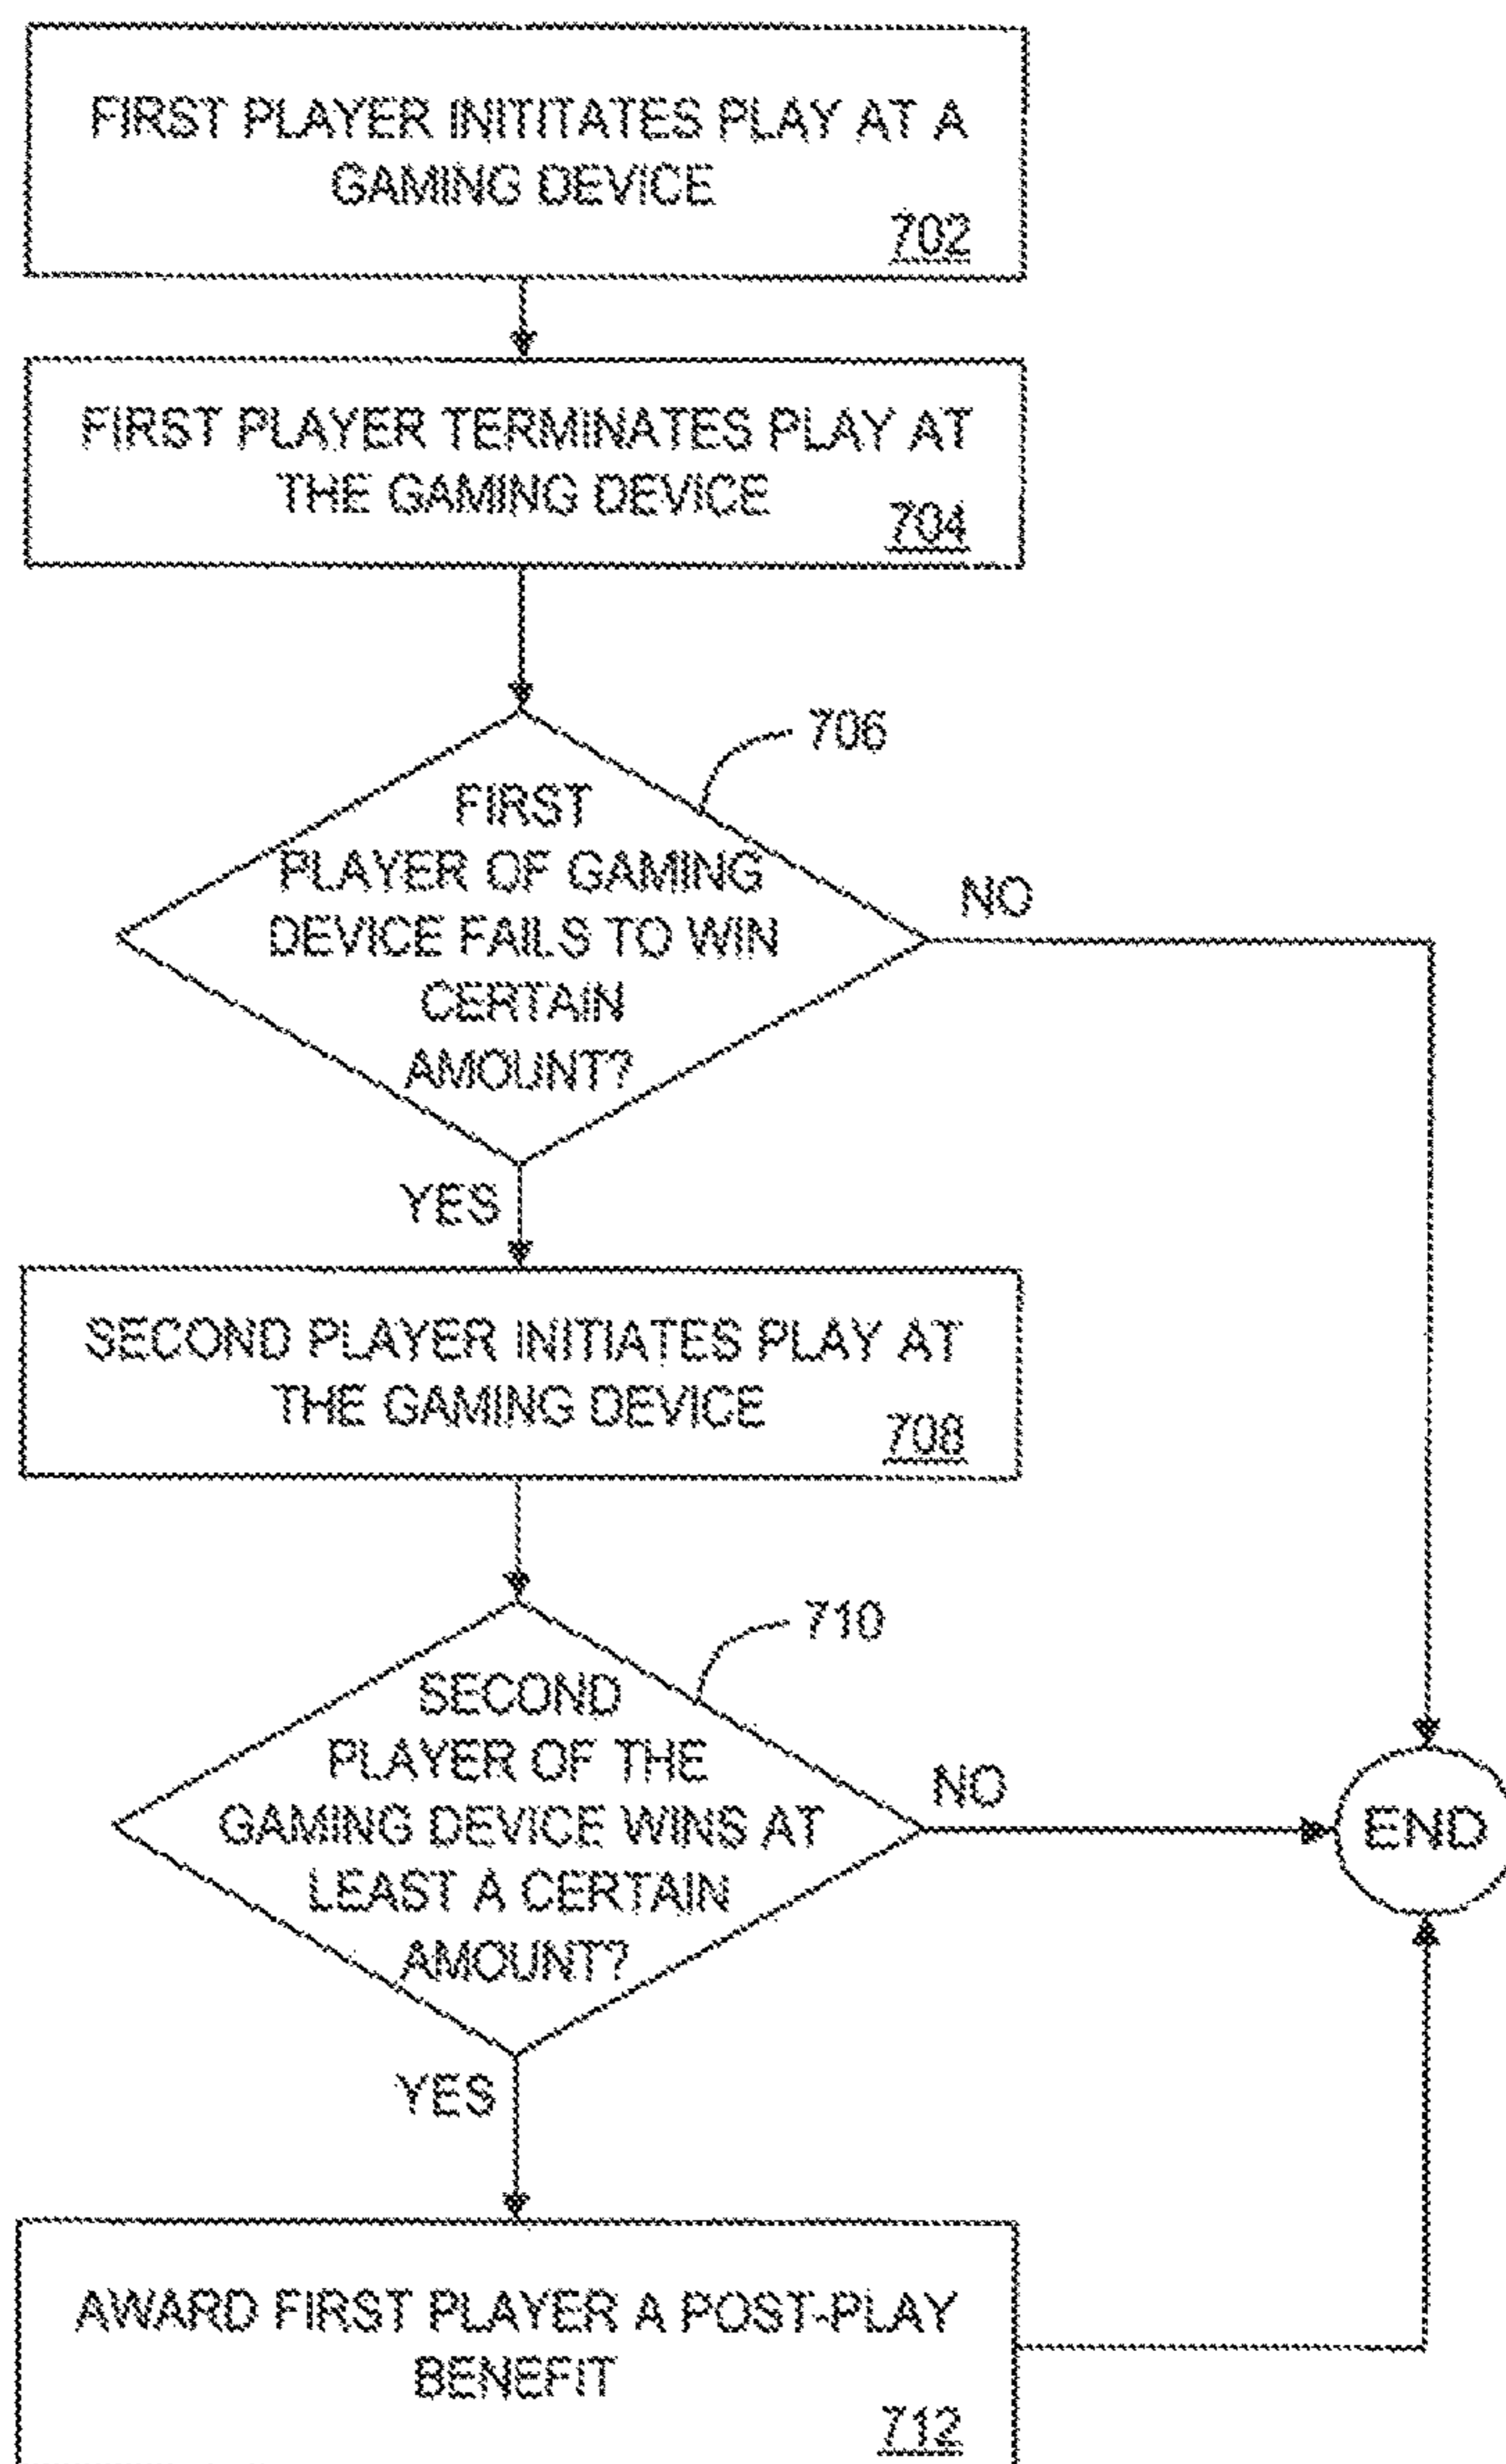 FIRST PLAYER INITITATES PLAY AT A
GAMING DEVICE
702
FIRST PLAYER TERMINATES PLAY AT
THE GAMING DEVICE
704
706
FIRST
PLAYER OF GAMING
DEVICE FAILS TO WIN
CERTAIN
AMOUNT?
NO
YES
SECOND PLAYER INITIATES PLAY AT
THE GAMING DEVICE
708
710
SECOND
PLAYER OF THE
GAMING DEVICE WINS AT
LEAST A CERTAIN
AMOUNT?
NO
END
YES
AWARD FIRST PLAYER A POST-PLAY
BENEFIT
712